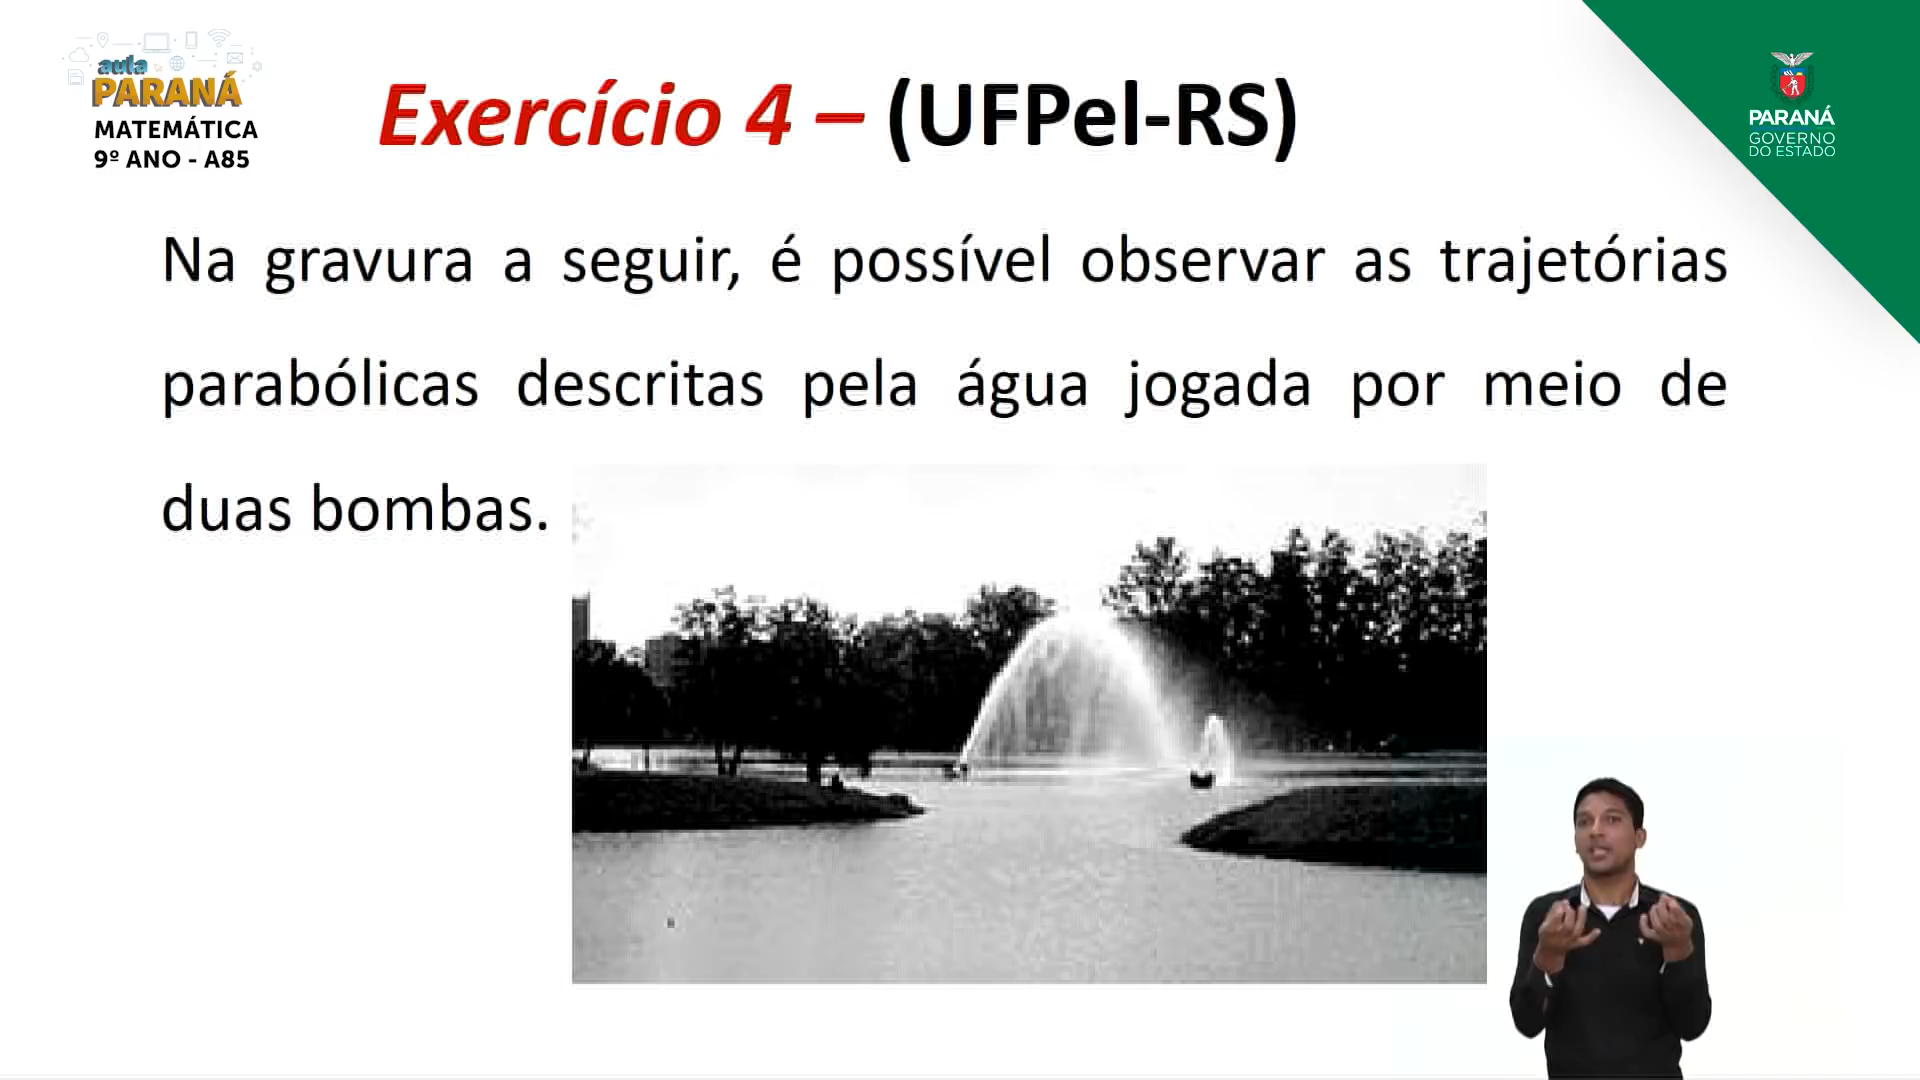 aula
PARANÁ
MATEMÁTICA
9º ANO - A85
Exercício 4 – (UFPel-RS)
PARANÁ
GOVERNO
DO ESTADO
Na gravura a seguir, é possível observar as trajetórias
parabólicas descritas pela água jogada por meio de
duas bombas.